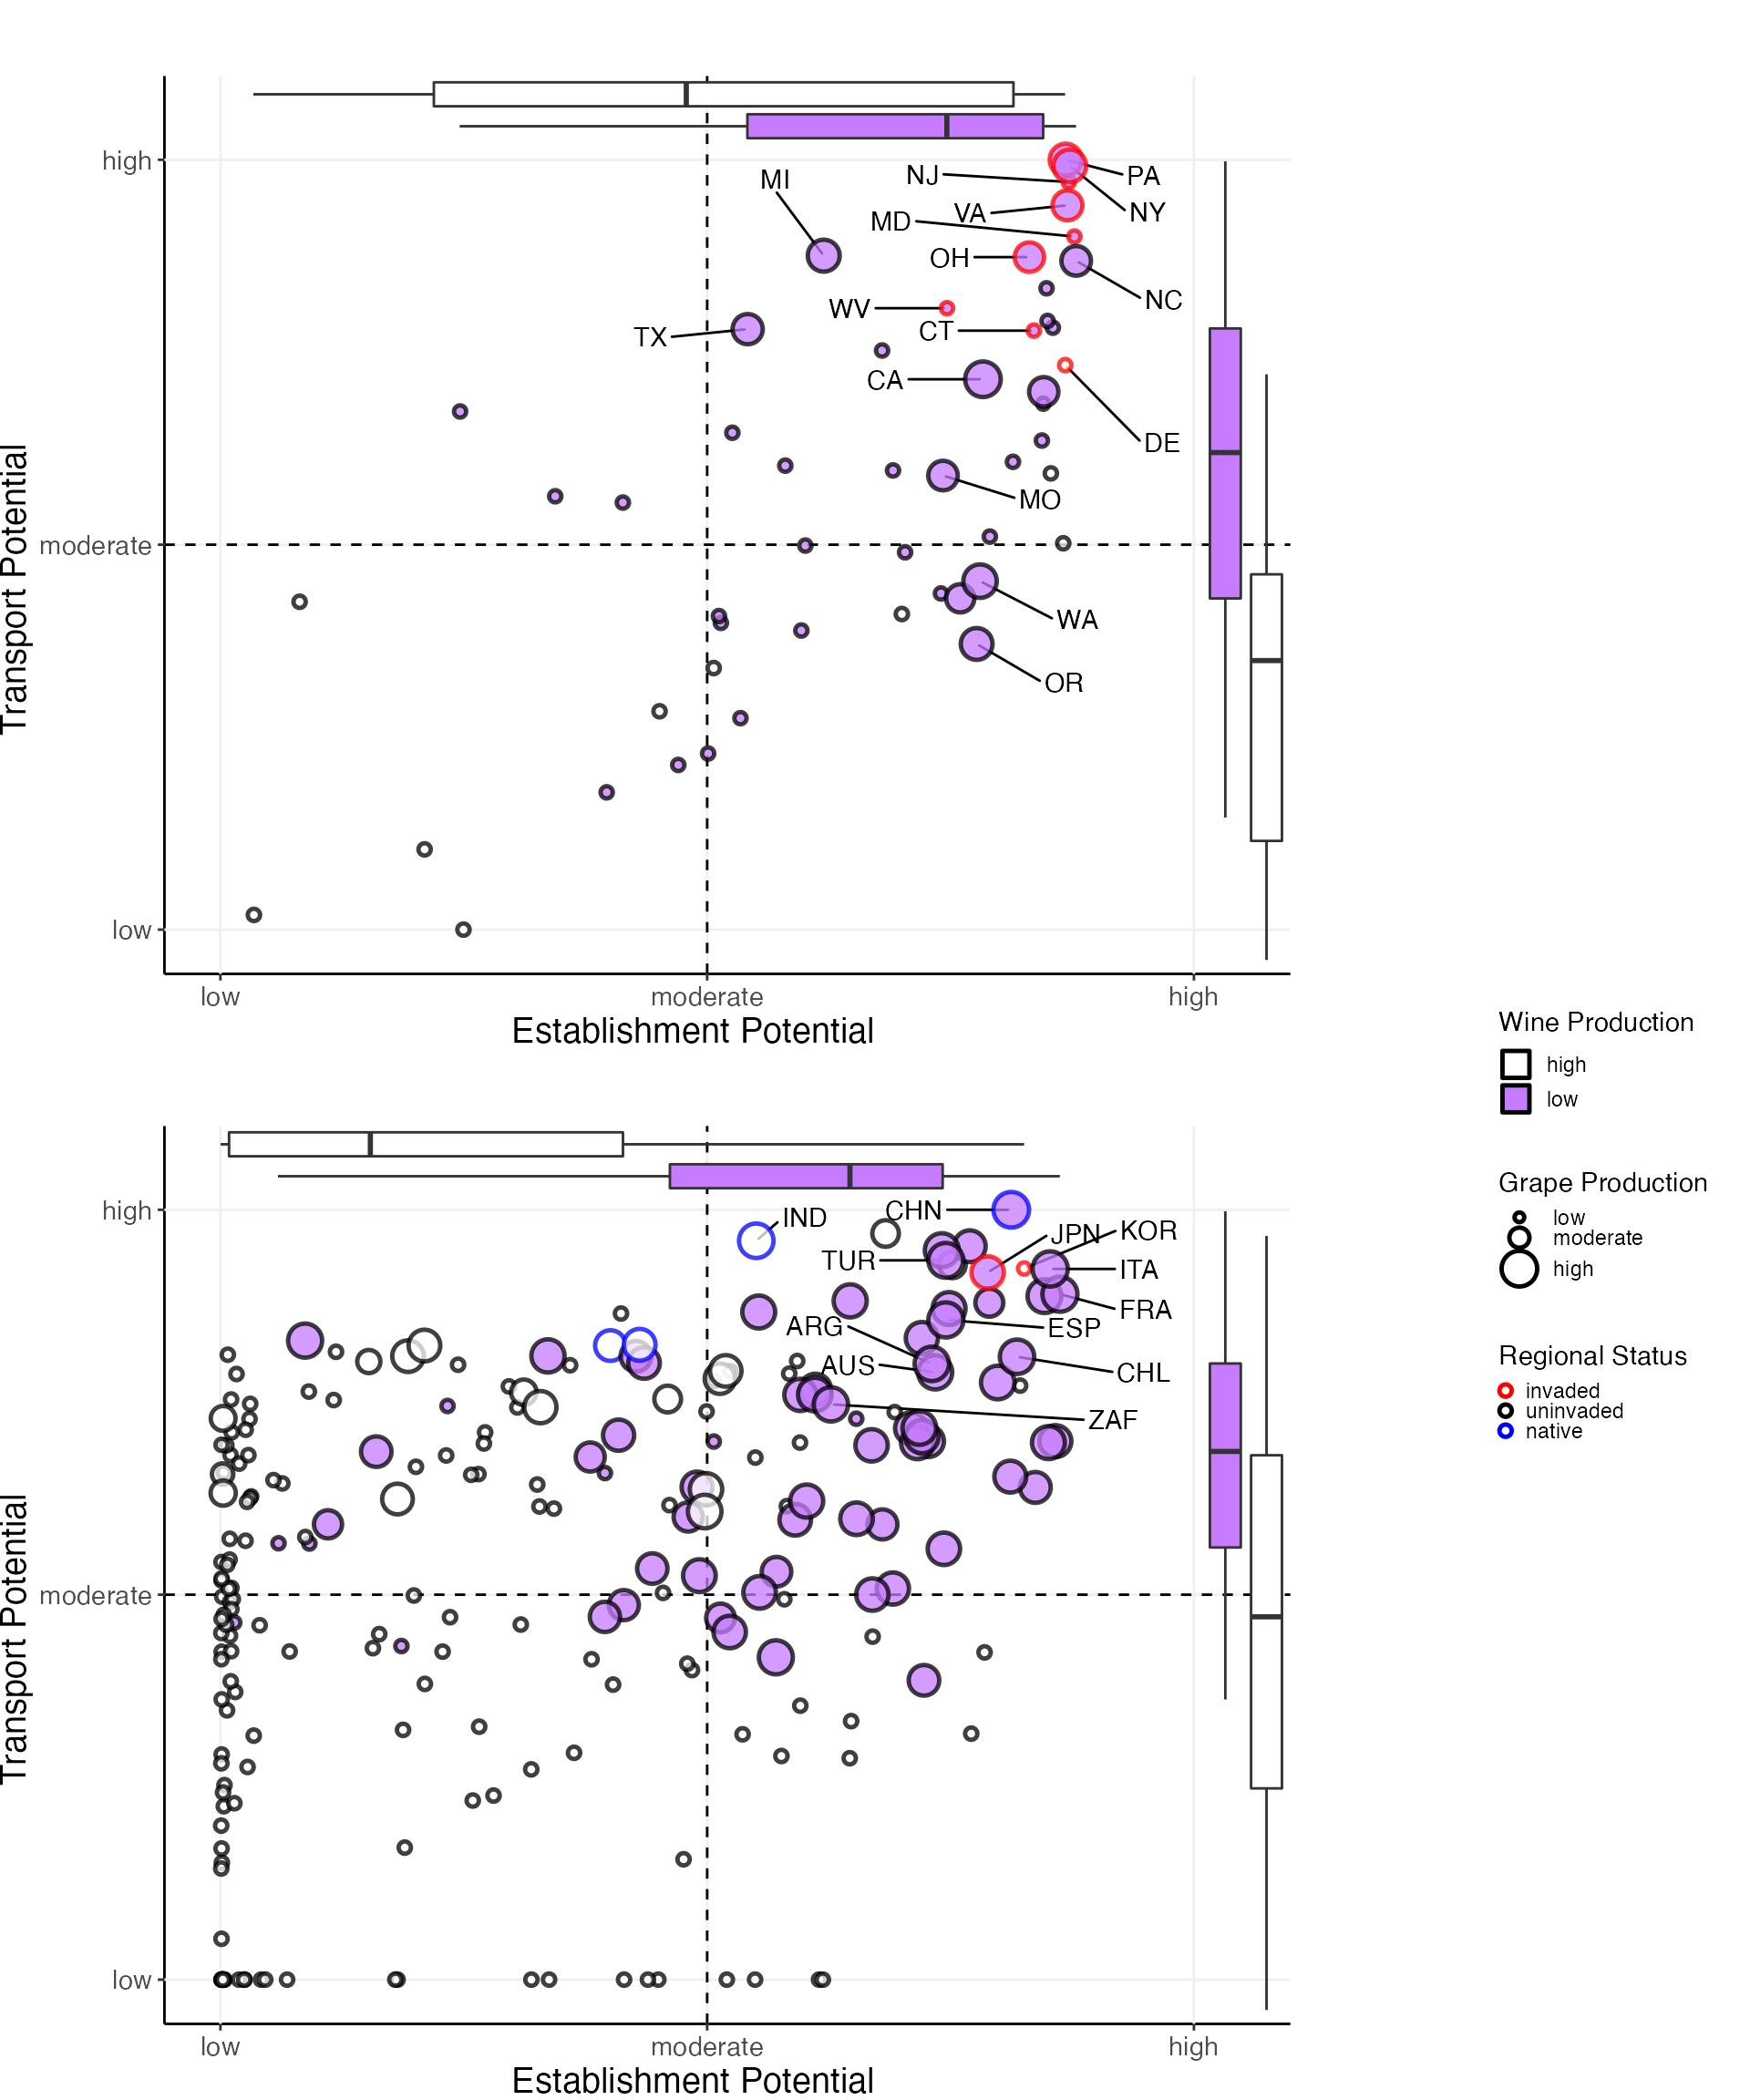 high
moderate
low
Transport Potential
MI
NJ
PA
VA
NY
MD
OH
NC
WV
CT
TX
CA
DE
MO
WA
OR
low
moderate
high
Establishment Potential
high
moderate
low
Transport Potential
IND
CHN
JPN
KOR
TUR
ITA
FRA
ARG
ESP
AUS
CHL
ZAF
low
moderate
high
Establishment Potential
Wine Production
high
low
Grape Production
low
moderate
high
Regional Status
invaded
uninvaded
native